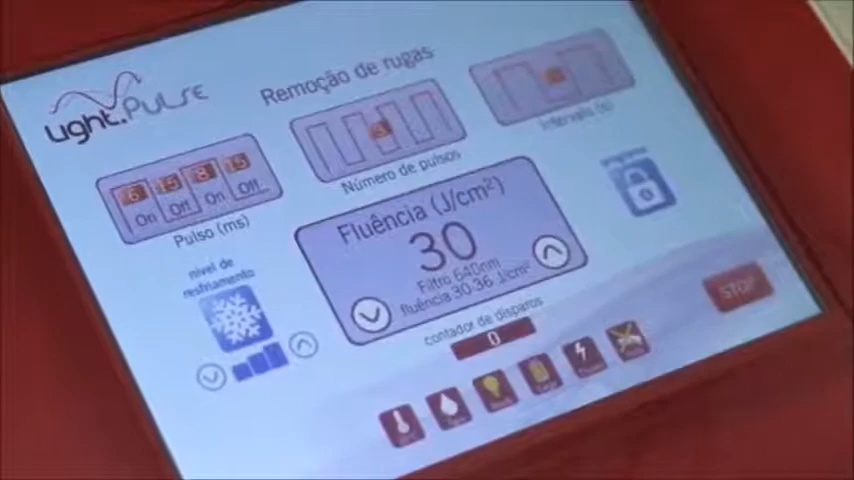 Light.Pulse
Remoção de rugas
6 15 8 15
On Off On Off
Pulso (ms)
3
Número de pulsos
Intervalo (s)
Fluência (J/cm²)
30
Filtro 640nm
fluência 30-36 J/cm²
nível de
resfriamento
contador de disparos
0
STOP